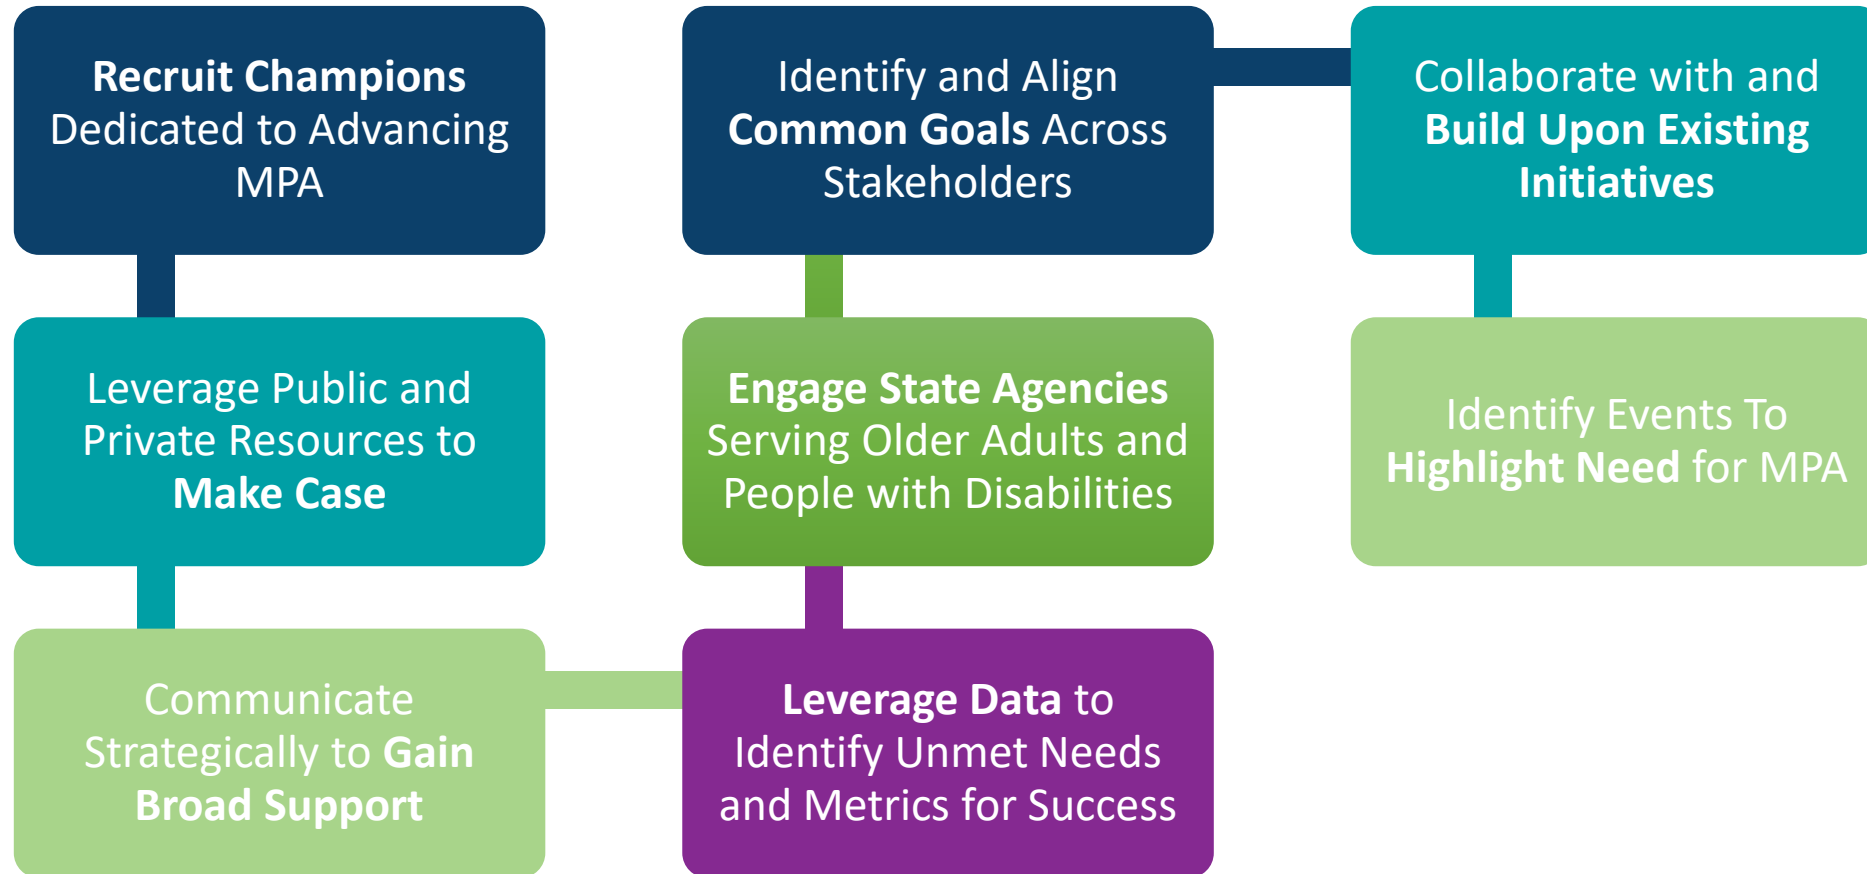 Recruit Champions
Dedicated to Advancing
MPA
Leverage Public and
Private Resources to
Make Case
Communicate
Strategically to Gain
Broad Support
Leverage Data to
Identify Unmet Needs
and Metrics for Success
Engage State Agencies
Serving Older Adults and
People with Disabilities
Identify and Align
Common Goals Across
Stakeholders
Collaborate with and
Build Upon Existing
Initiatives
Identify Events To
Highlight Need for MPA